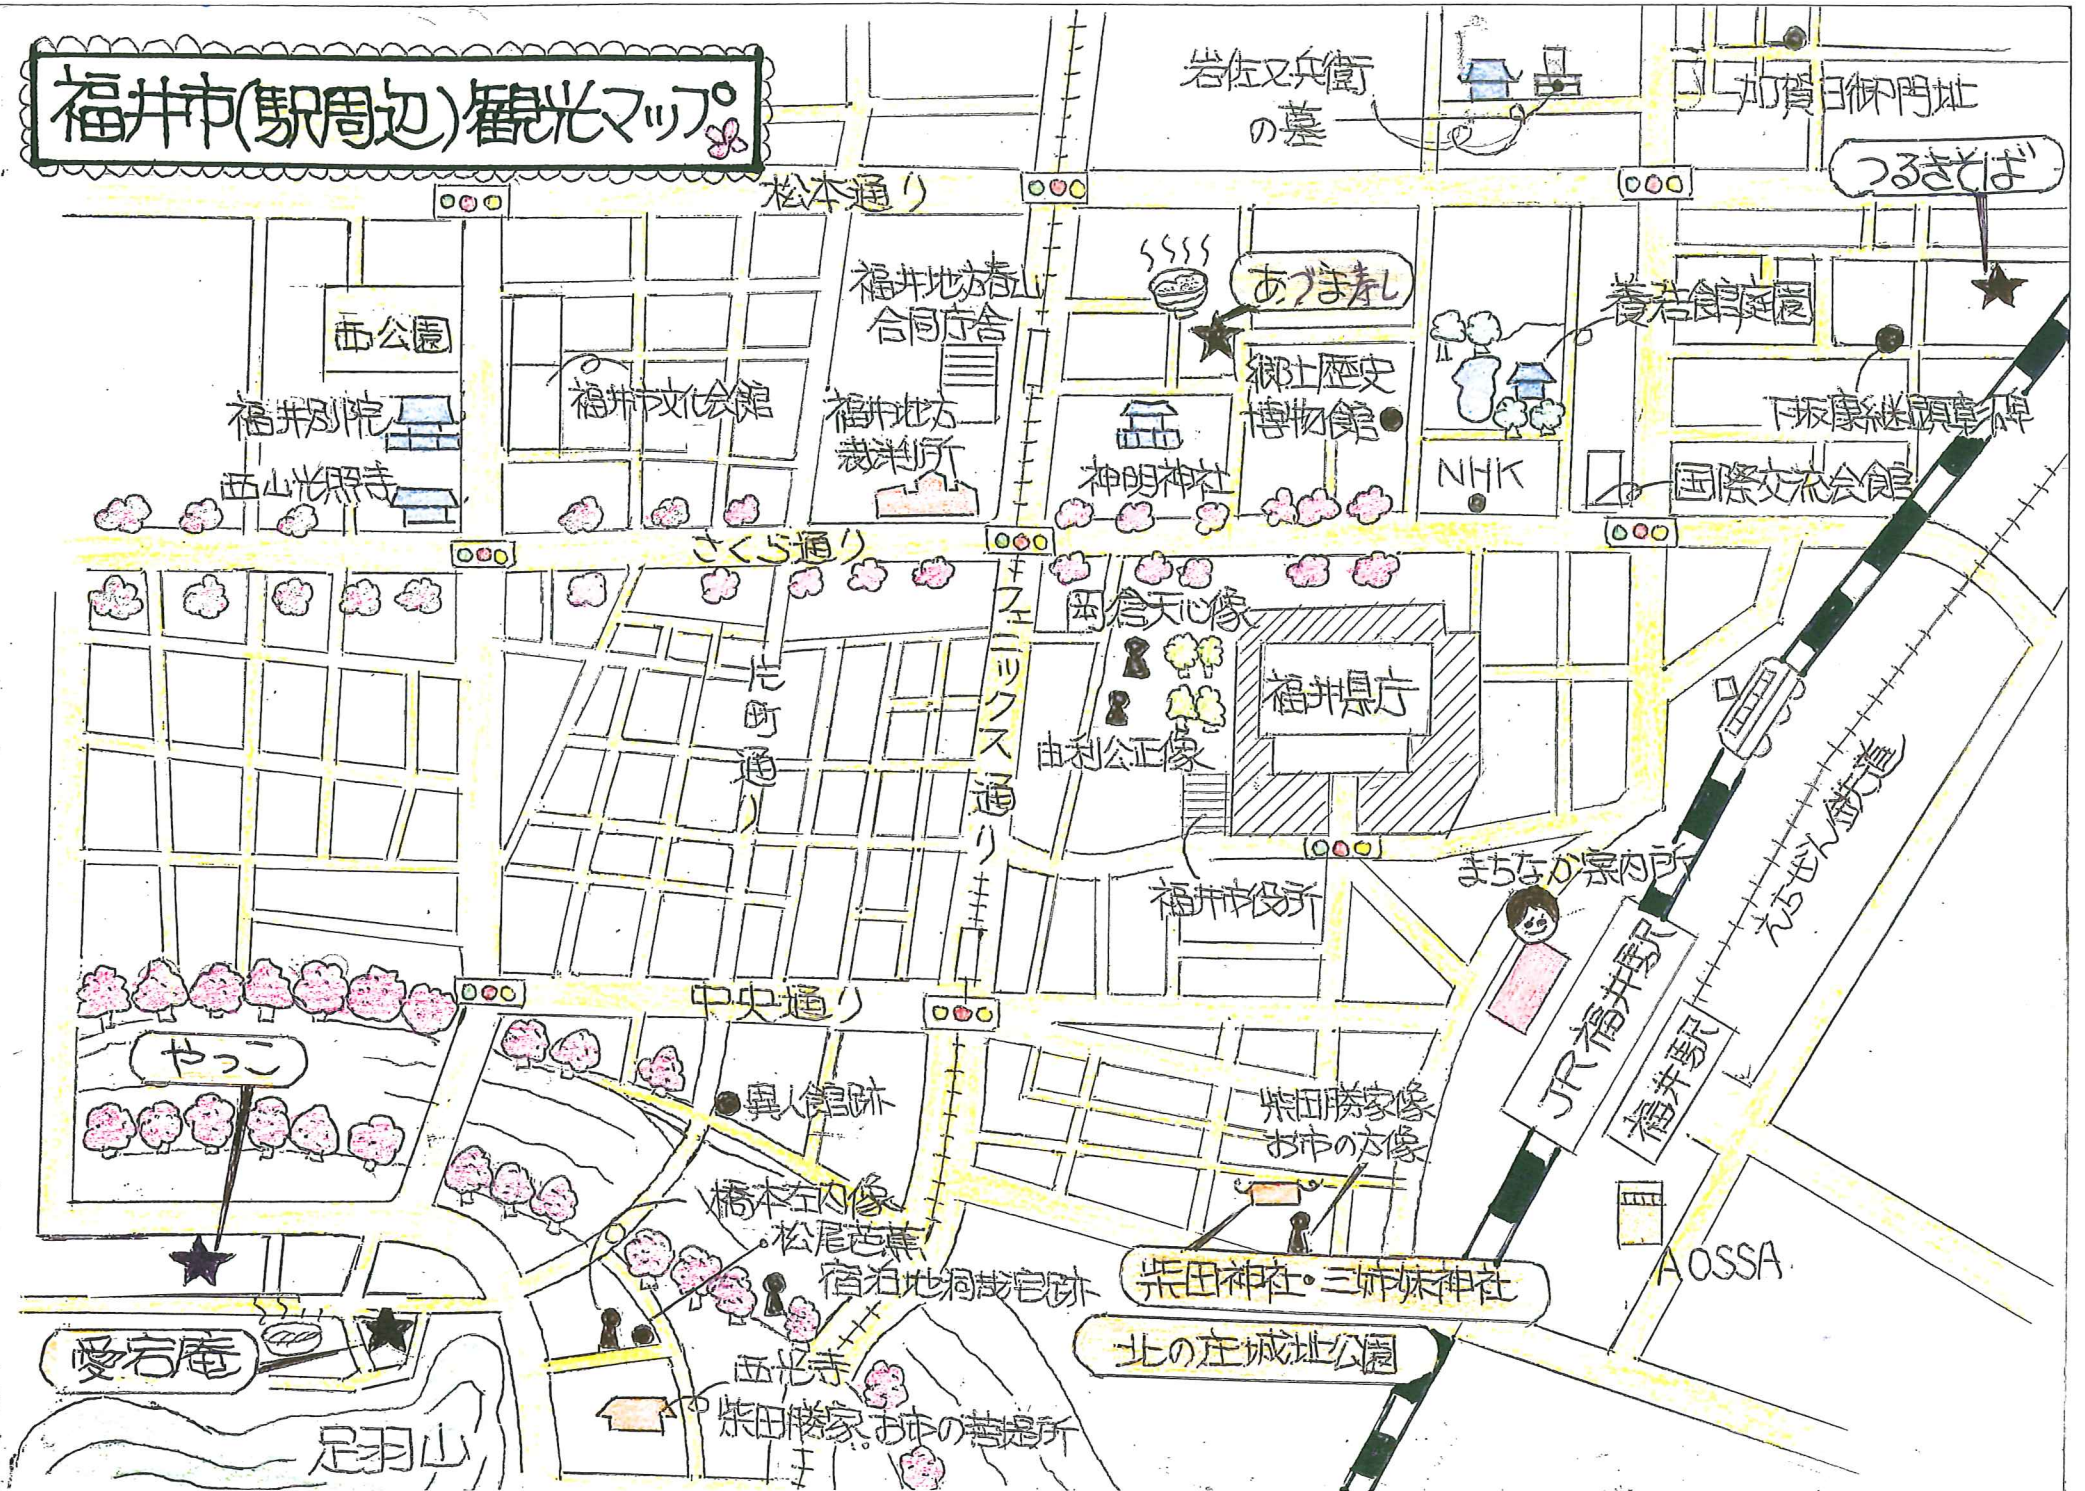 福井市(駅周辺)観光マップ
岩佐又兵衛
の墓
加賀口御門址
つるきそば
松本通り
西公園
福井市文化会館
福井地方春山
合同庁舎
あづま寿し
養浩館庭園
郷土歴史
博物館
福井別院
福井地方
裁判所
神明神社
下坂康継顕彰碑
西山光照寺
NHK
国際交流会館
さくら通り
フェニックス通り
片町通り
岡倉天心像
福井県庁
由利公正像
えちぜん鉄道
まちなか案内所
福井市役所
JR福井駅
福井駅
中央通り
やっこ
異人館跡
柴田勝家像
お市の方像
橋本左内像
松尾芭蕉
宿泊地洞哉宅跡
柴田神社・三姉妹神社
AOSSA
北の庄城址公園
愛宕庵
西光寺
柴田勝家お市の菩提所
足羽山